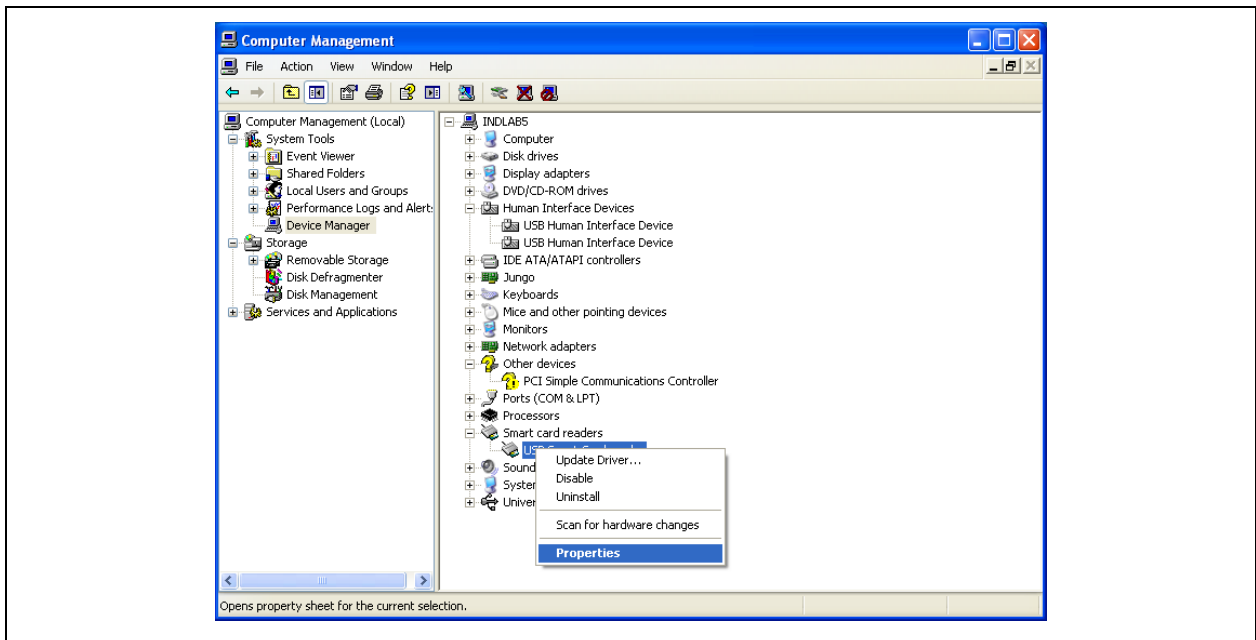 Computer Management
File Action View Window Help
Computer Management (Local)
System Tools
Event Viewer
Shared Folders
Local Users and Groups
Performance Logs and Alert
Device Manager
Storage
Removable Storage
Disk Defragmenter
Disk Management
Services and Applications
INDLAB5
Computer
Disk drives
Display adapters
DVD/CD-ROM drives
Human Interface Devices
USB Human Interface Device
USB Human Interface Device
IDE ATA/ATAPI controllers
Jungo
Keyboards
Mice and other pointing devices
Monitors
Network adapters
Other devices
PCI Simple Communications Controller
Ports (COM & LPT)
Processors
Smart card readers
Sound
Update Driver...
Disable
Uninstall
Scan for hardware changes
Properties
Opens property sheet for the current selection.